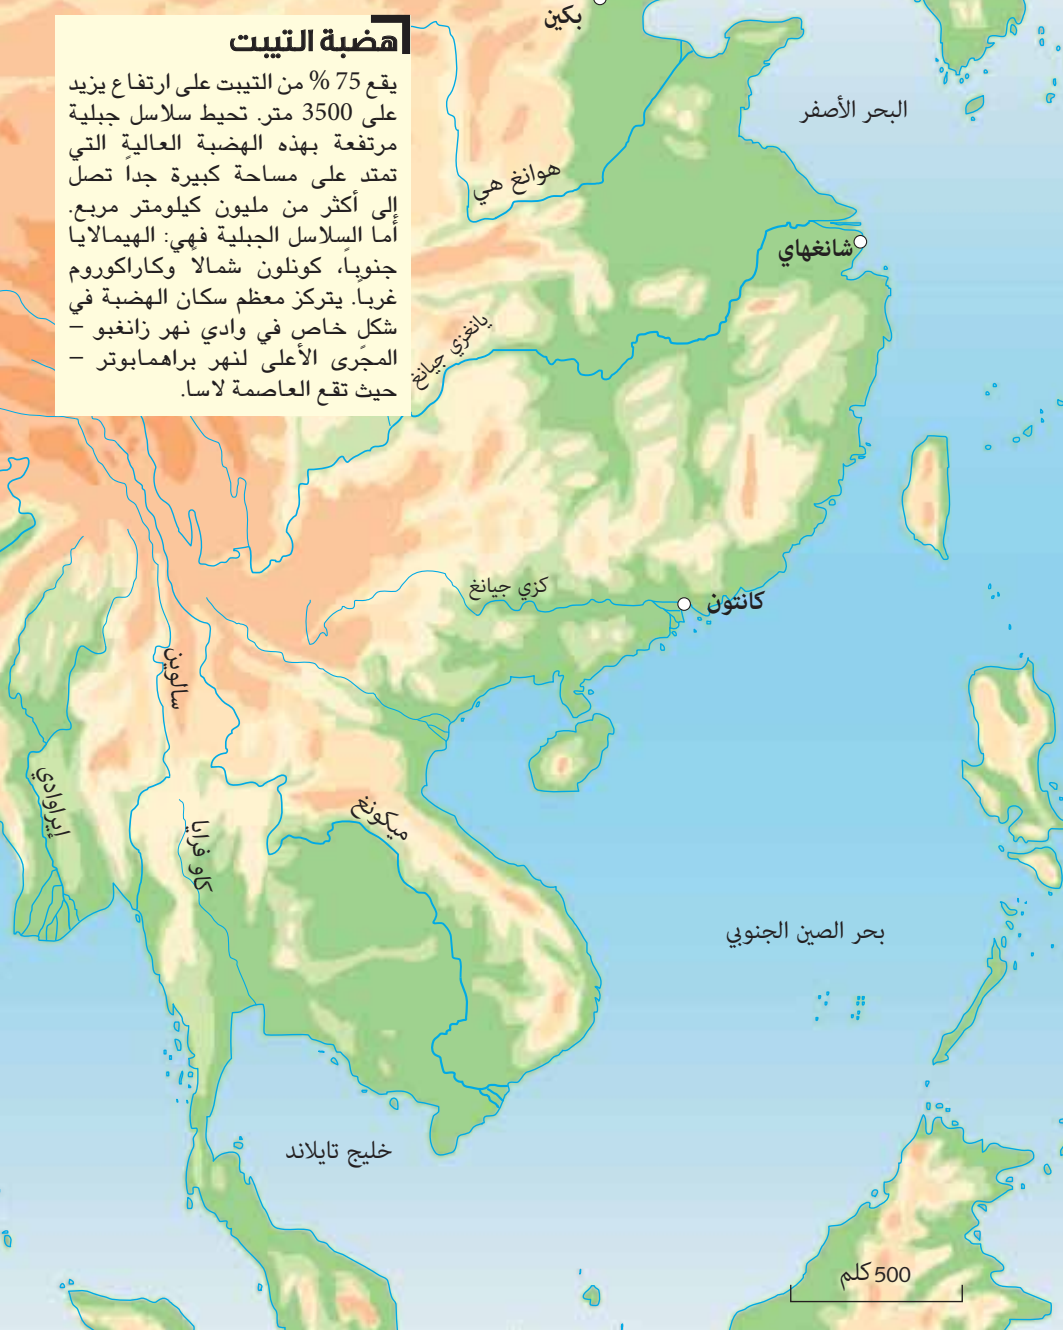 هضبة التيبت
يقع 75 % من التيبت على ارتفاع يزيد
على 3500 متر. تحيط سلاسل جبلية
مرتفعة بهذه الهضبة العالية التي
تمتد على مساحة كبيرة جداً تصل
إلى أكثر من مليون كيلومتر مربع.
أما السلاسل الجبلية فهي: الهيمالايا
جنوباً، كونلون شمالاً وكاراكوروم
غرباً. يتركز معظم سكان الهضبة في
شكلٍ خاص في وادي نهر زانغبو –
المجرى الأعلى لنهر براهمابوتر –
حيث تقع العاصمة لاسا.
بكين
البحر الأصفر
هوانغ هي
شانغهاي
يانغزي جيانغ
كزي جيانغ
كانتون
سالوين
إيراوادي
كاو فرايا
ميكونغ
بحر الصين الجنوبي
خليج تايلاند
500 كلم